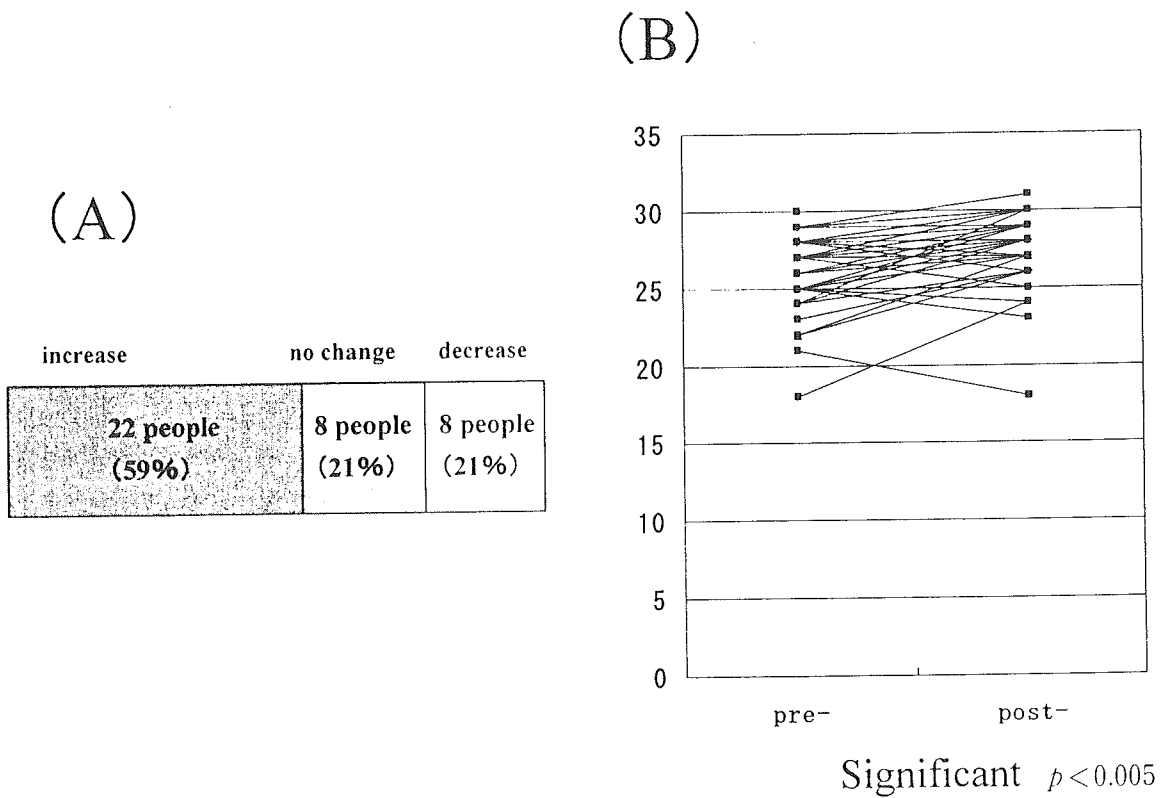 (A)
increase no change decrease
22 people 8 people 8 people
(59%) (21%) (21%)
(B)
35
30
25
20
15
10
5
0
pre- post-
Significant p<0.005